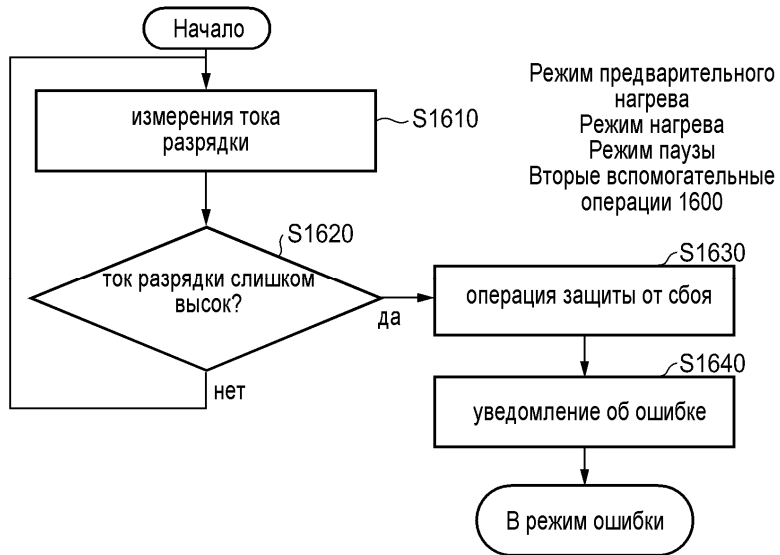 Начало
Режим предварительного
нагрева
Режим нагрева
Режим паузы
Вторые вспомогательные
операции 1600
измерения тока
разрядки
S1610
S1620
ток разрядки слишком
высок?
да
нет
S1630
операция защиты от сбоя
S1640
уведомление об ошибке
В режим ошибки